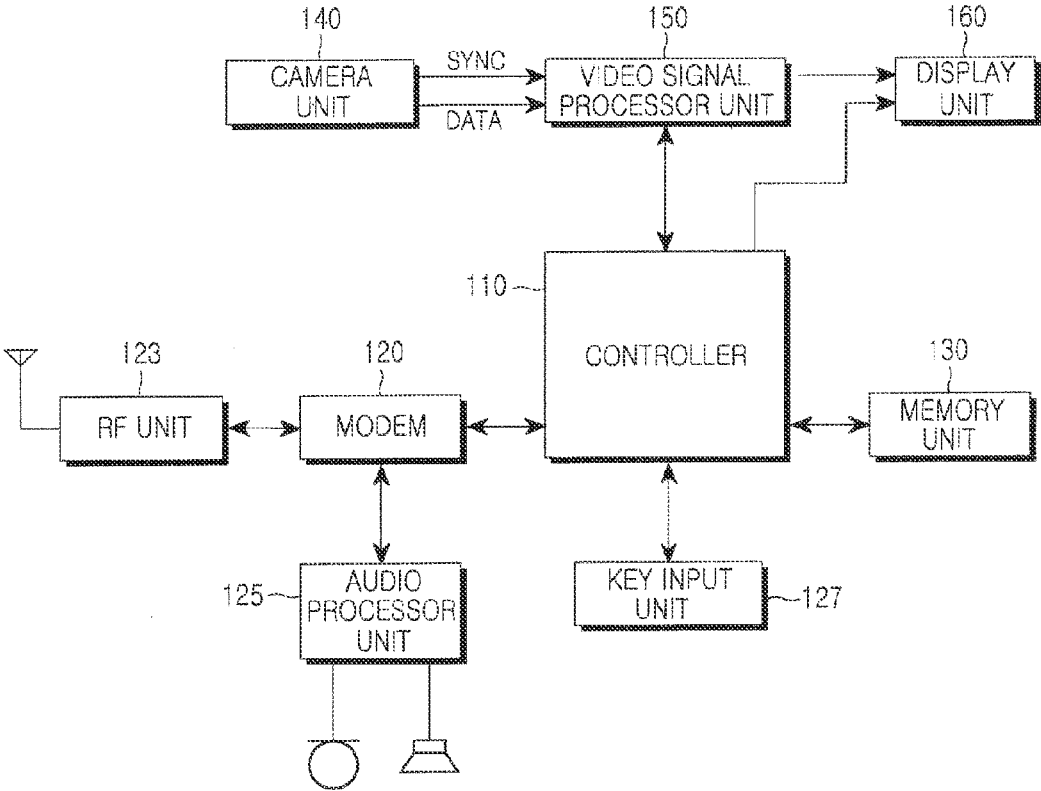 140
150
160
CAMERA
UNIT
SYNC
DATA
VIDEO SIGNAL
PROCESSOR UNIT
DISPLAY
UNIT
110
CONTROLLER
123
120
130
RF UNIT
MODEM
MEMORY
UNIT
125
AUDIO
PROCESSOR
UNIT
KEY INPUT
UNIT
127